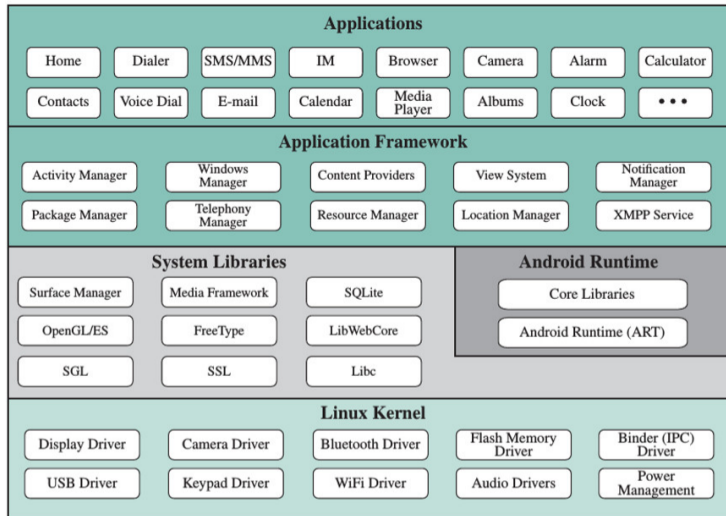 Applications
Home Dialer SMS/MMS IM Browser Camera Alarm Calculator
Contacts Voice Dial E-mail Calendar Media Player Albums Clock •••
Application Framework
Activity Manager Windows Manager Content Providers View System Notification Manager
Package Manager Telephony Manager Resource Manager Location Manager XMPP Service
System Libraries
Surface Manager Media Framework SQLite
OpenGL/ES FreeType LibWebCore
SGL SSL Libc
Android Runtime
Core Libraries
Android Runtime (ART)
Linux Kernel
Display Driver Camera Driver Bluetooth Driver Flash Memory Driver Binder (IPC) Driver
USB Driver Keypad Driver WiFi Driver Audio Drivers Power Management